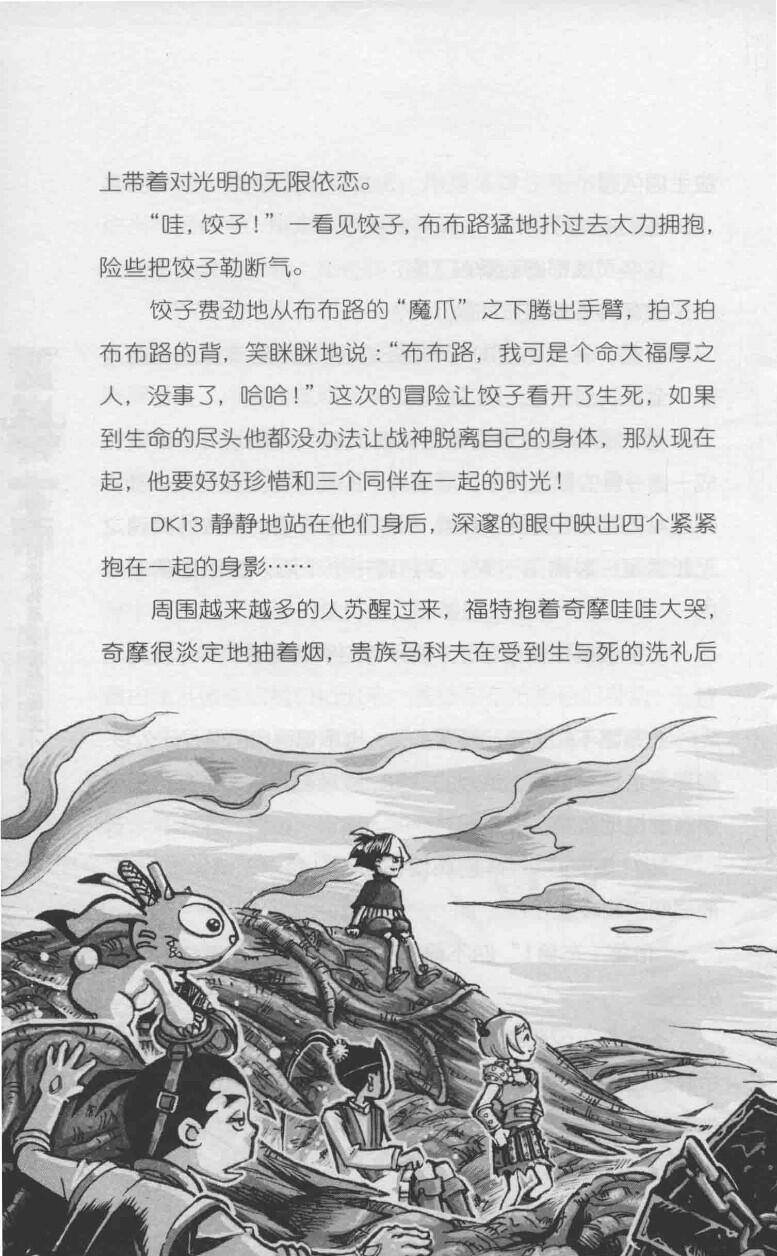 上带着对光明的无限依恋。
“哇，饺子！”一看见饺子，布布路猛地扑过去大力拥抱，
险些把饺子勒断气。
饺子费劲地从布布路的“魔爪”之下腾出手臂，拍了拍
布布路的背，笑眯眯地说：“布布路，我可是个命大福厚之
人，没事了，哈哈！”这次的冒险让饺子看开了生死，如果
到生命的尽头他都没办法让战神脱离自己的身体，那从现在
起，他要好好珍惜和三个同伴在一起的时光！
DK13 静静地站在他们身后，深邃的眼中映出四个紧紧
抱在一起的身影……
周围越来越多的人苏醒过来，福特抱着奇摩哇哇大哭，
奇摩很淡定地抽着烟，贵族马科夫在受到生与死的洗礼后